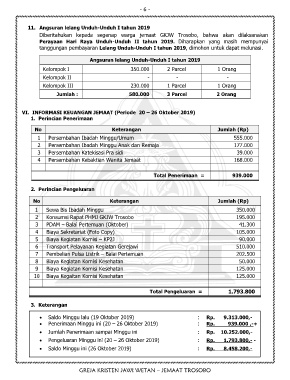 - 4 -
11. Angsuran lelang Unduh-Unduh I tahun 2019
Diberitahukan kepada segenap warga jemaat GKJW Trosobo, bahwa akan dilaksanakan
Perayaan Hari Raya Unduh-Unduh II tahun 2019. Diharapkan yang masih mempunyai
tanggungan pembayaran Lelang Unduh-Unduh I tahun 2019, dimohon untuk dapat melunasi.
Angsuran Lelang Unduh-Unduh I tahun 2019
Kelompok I 350.000 2 Parcel 1 Orang
Kelompok II - - -
Kelompok III 230.000 1 Parcel 1 Orang
Jumlah : 580.000 3 Parcel 2 Orang
VI. INFORMASI KEUANGAN JEMAAT (Periode 20 – 26 Oktober 2019)
1. Perincian Penerimaan
No Keterangan Jumlah (Rp)
1 Persembahan Ibadah Minggu/Umum 555.000
2 Persembahan Ibadah Minggu Anak dan Remaja 177.000
3 Persembahan Katekisasi Pra sidi 39.000
4 Persembahan Kebaktian Wanita Jemaat 168.000
Total Penerimaan = 939.000
2. Perincian Pengeluaran
No Keterangan Jumlah (Rp)
1 Sewa Bis Ibadah Minggu 350.000
2 Konsumsi Rapat PHMJ GKJW Trosobo 195.000
3 PDAM – Balai Pertemuan (Oktober) 41.300
4 Biaya Sekretariat (Foto Copy) 105.000
5 Biaya Kegiatan Komisi – KP2J 90.000
6 Transport Pelayanan Kegiatan Gerejawi 510.000
7 Pembelian Pulsa Listrik – Balai Pertemuan 202.500
8 Biaya Kegiatan Komisi Kesehatan 50.000
9 Biaya Kegiatan Komisi Kesehatan 125.000
10 Biaya Kegiatan Komisi Kesehatan 125.000
Total Pengeluaran = 1.793.800
3. Keterangan
• Saldo Minggu lalu (19 Oktober 2019) : Rp. 9.313.000,-
• Penerimaan Minggu ini (20 – 26 Oktober 2019) : Rp. 939.000 ,-+
• Jumlah Penerimaan sampai Minggu ini : Rp. 10.252.000,-
• Pengeluaran Minggu ini (20 – 26 Oktober 2019) : Rp. 1.793.800,- -
• Saldo Minggu ini (26 Oktober 2019) : Rp. 8.458.200,-
GREJA KRISTEN JAWI WETAN – JEMAAT TROSOBO